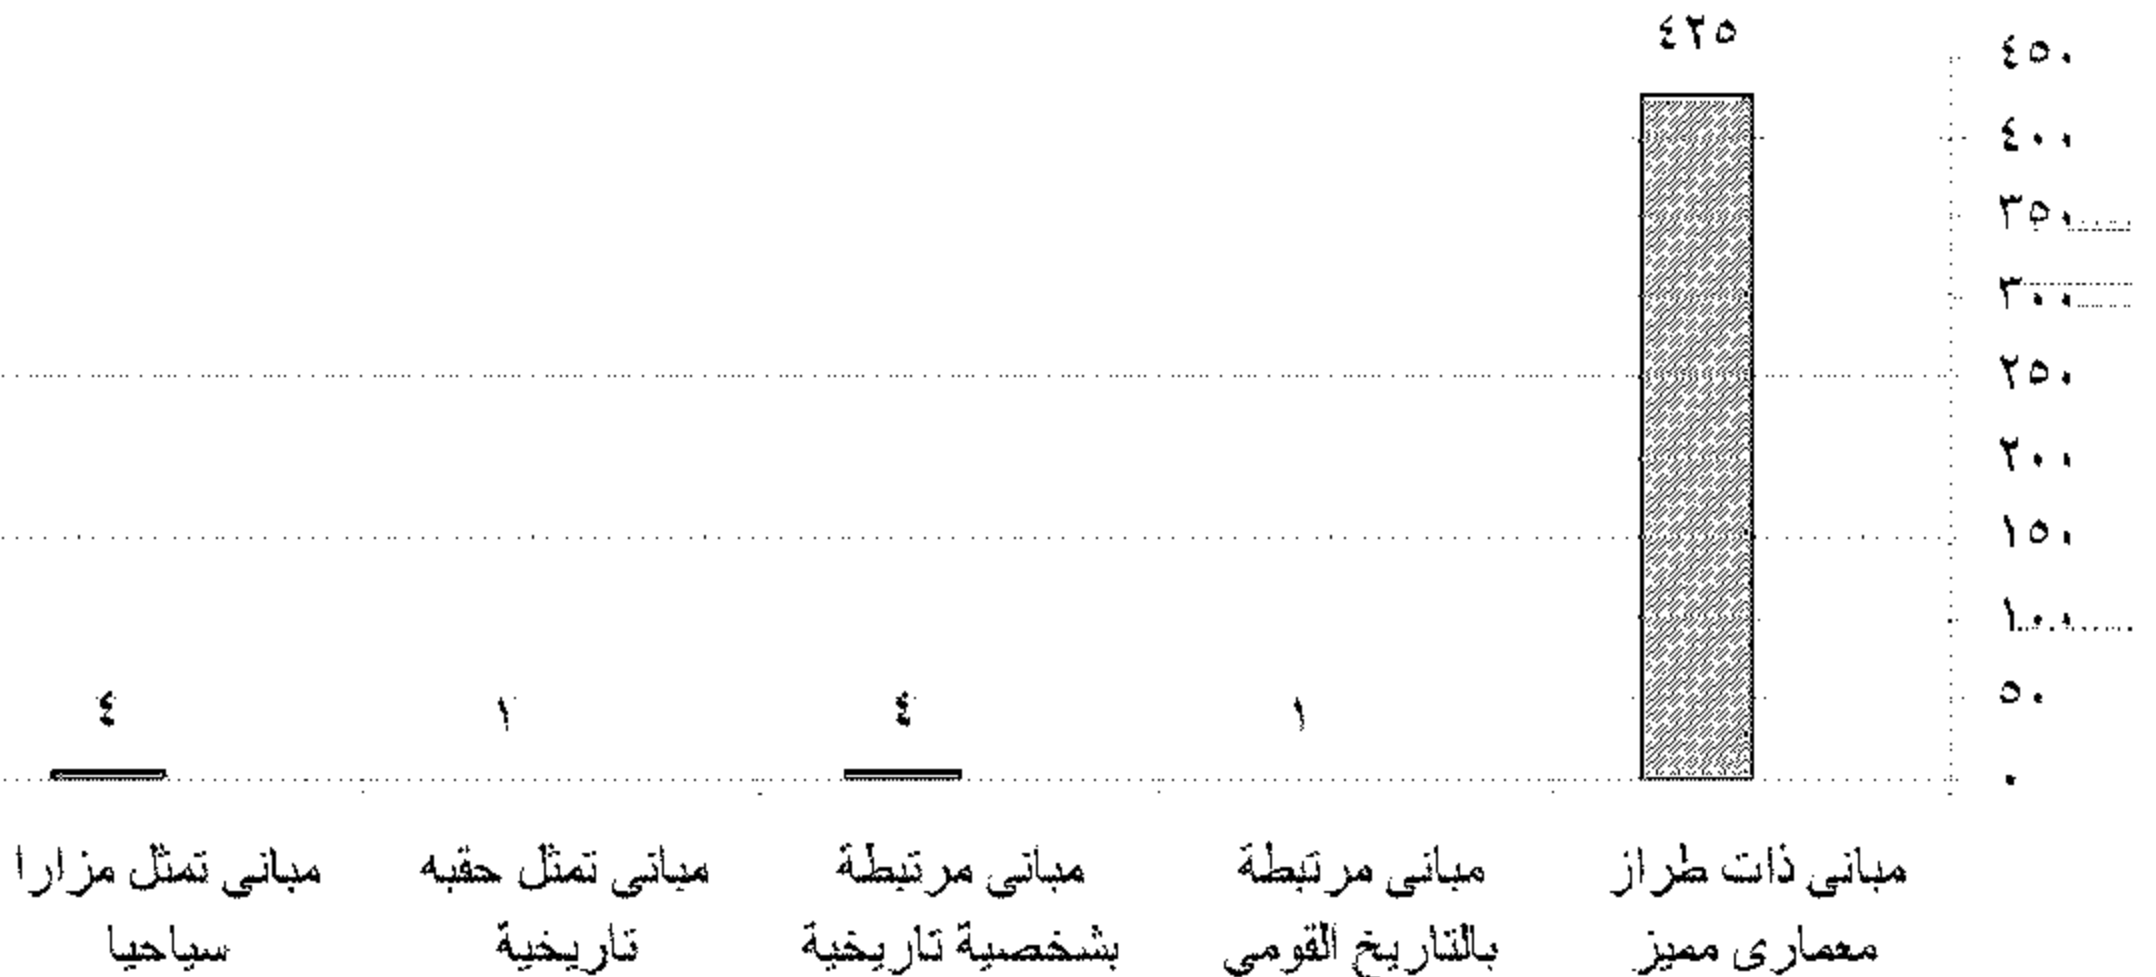 ٤٢٥
٤٥٠
٤٠٠
٣٥٠
٣٠٠
٢٥٠
٢٠٠
١٥٠
١٠٠
٥٠
٠
١
٤
١
٤
مباني ذات طراز
معمارى مميز
مباني مرتبطة
بالتاريخ القومي
مباني مرتبطة
بشخصية تاريخية
مباني تمثل حقبه
تاريخية
مباني تمثل مزارا
سياحيا